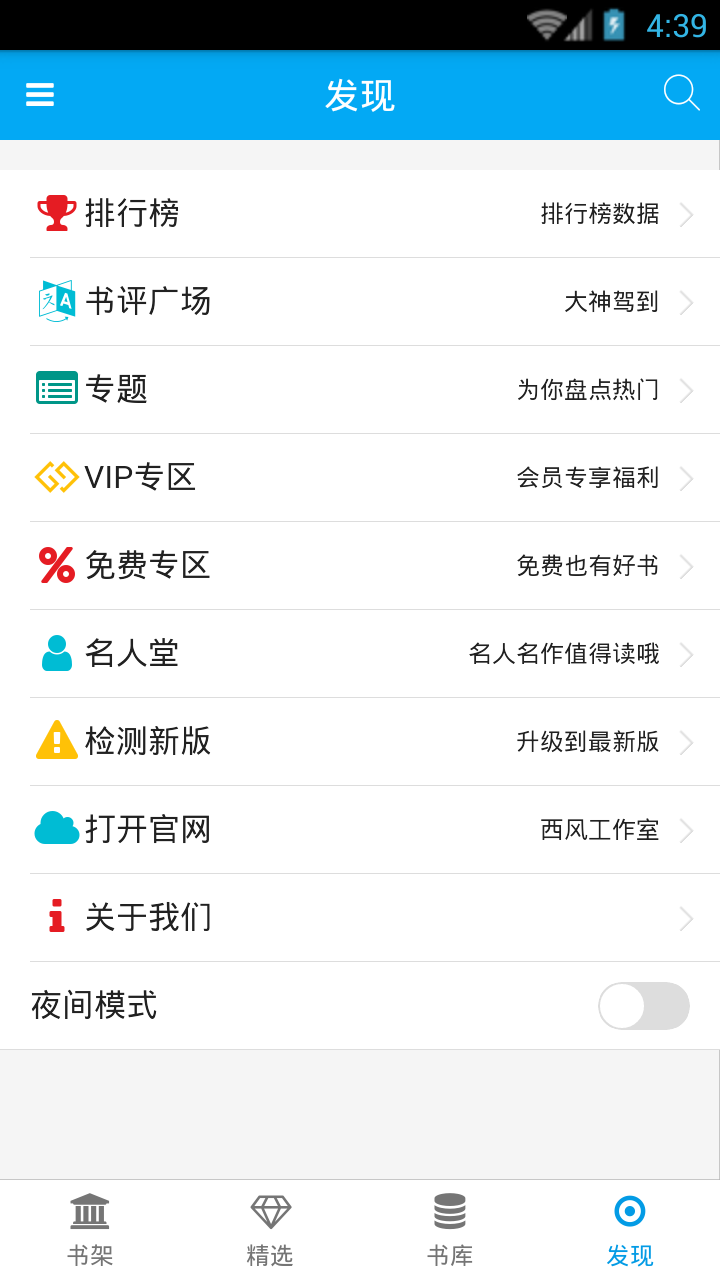 4:39
发现
排行榜 排行榜数据
A 书评广场 大神驾到
专题 为你盘点热门
VIP专区 会员专享福利
免费专区 免费也有好书
名人堂 名人名作值得读哦
检测新版 升级到最新版
打开官网 西风工作室
关于我们
夜间模式
书架 精选 书库 发现